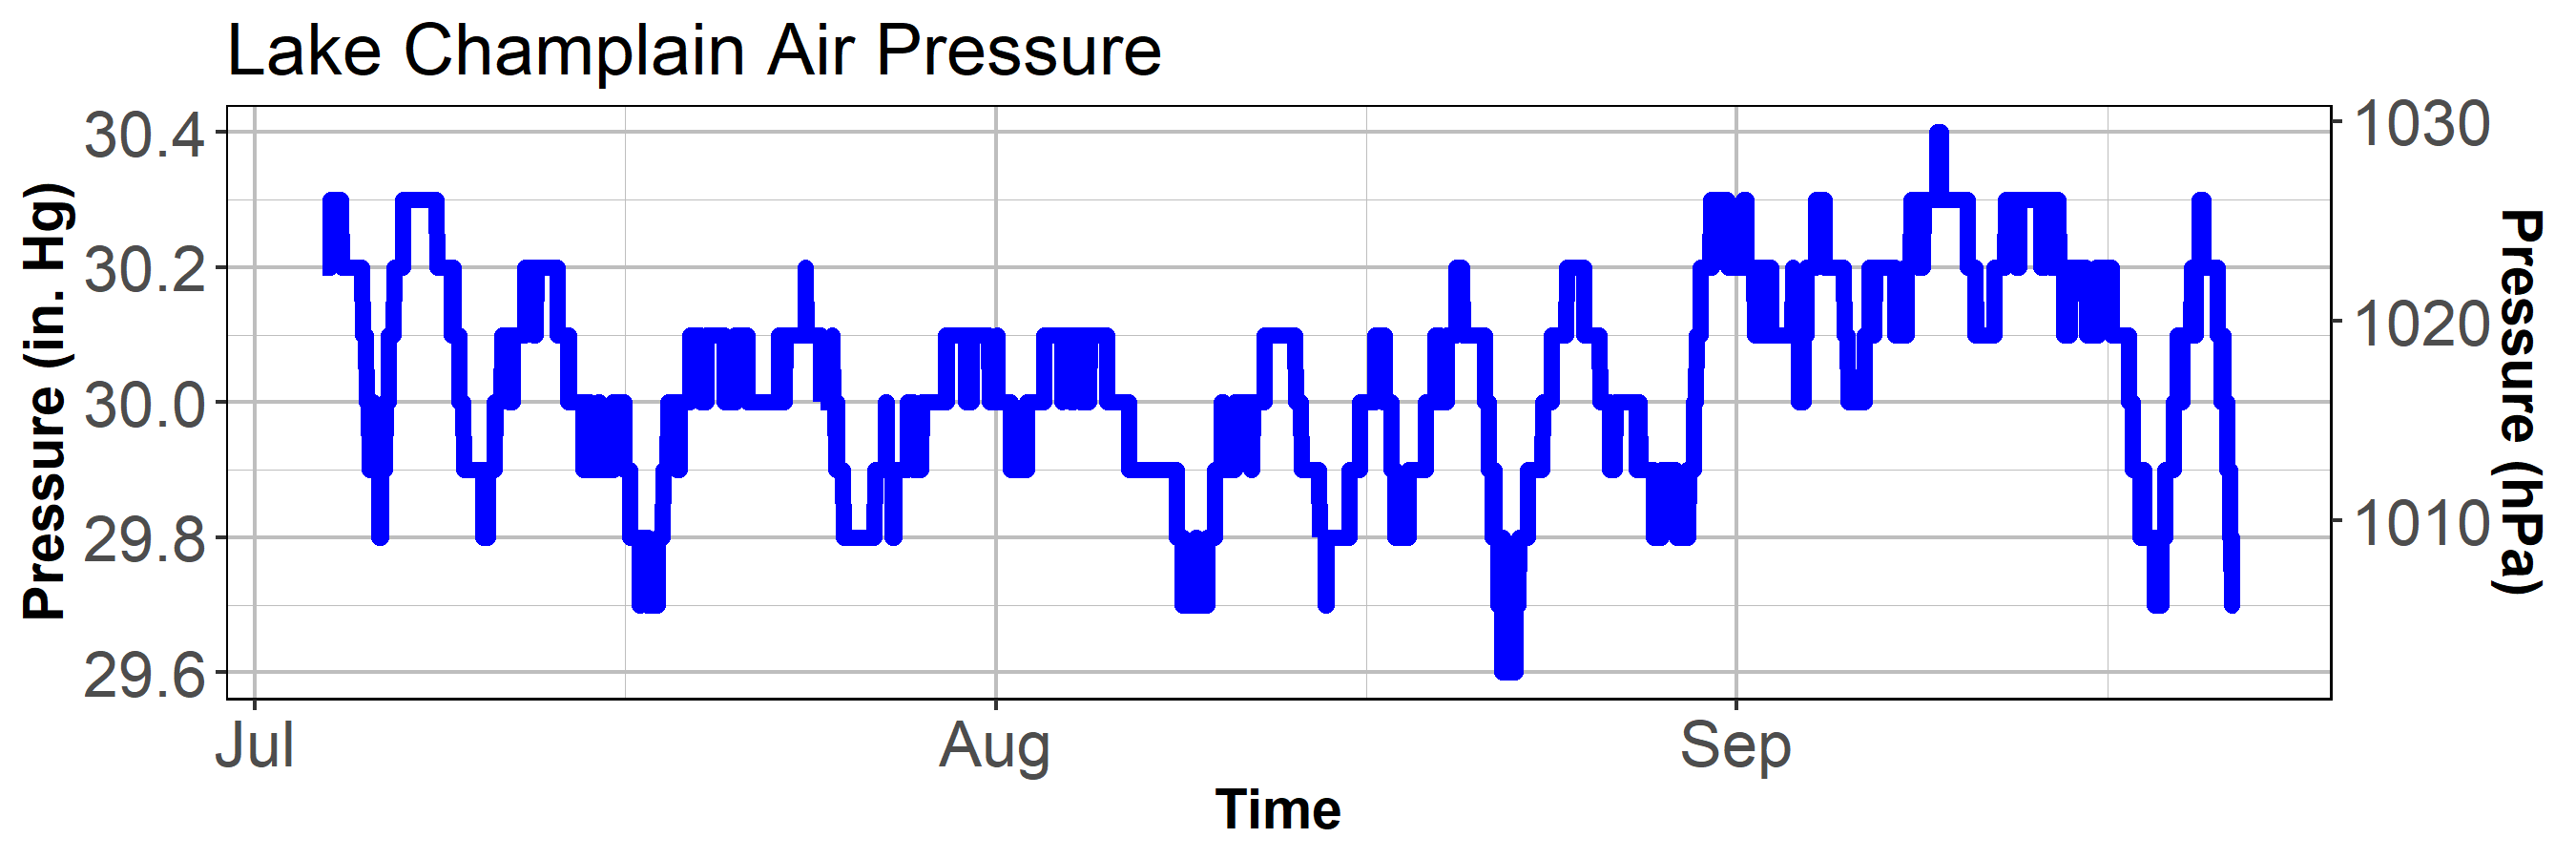 Lake Champlain Air Pressure
Pressure (in. Hg)
30.4
30.2
30.0
29.8
29.6
1030
1020
1010
Pressure (hPa)
Jul
Aug
Sep
Time